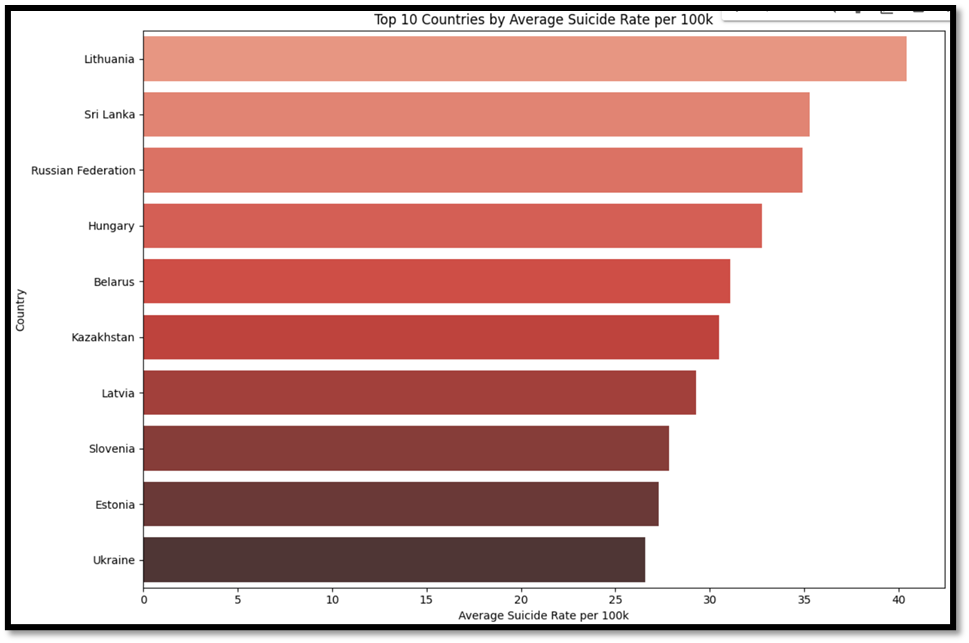 Top 10 Countries by Average Suicide Rate per 100k
Lithuania
Sri Lanka
Russian Federation
Hungary
Belarus
Kazakhstan
Latvia
Slovenia
Estonia
Ukraine
Country
0 5 10 15 20 25 30 35 40
Average Suicide Rate per 100k